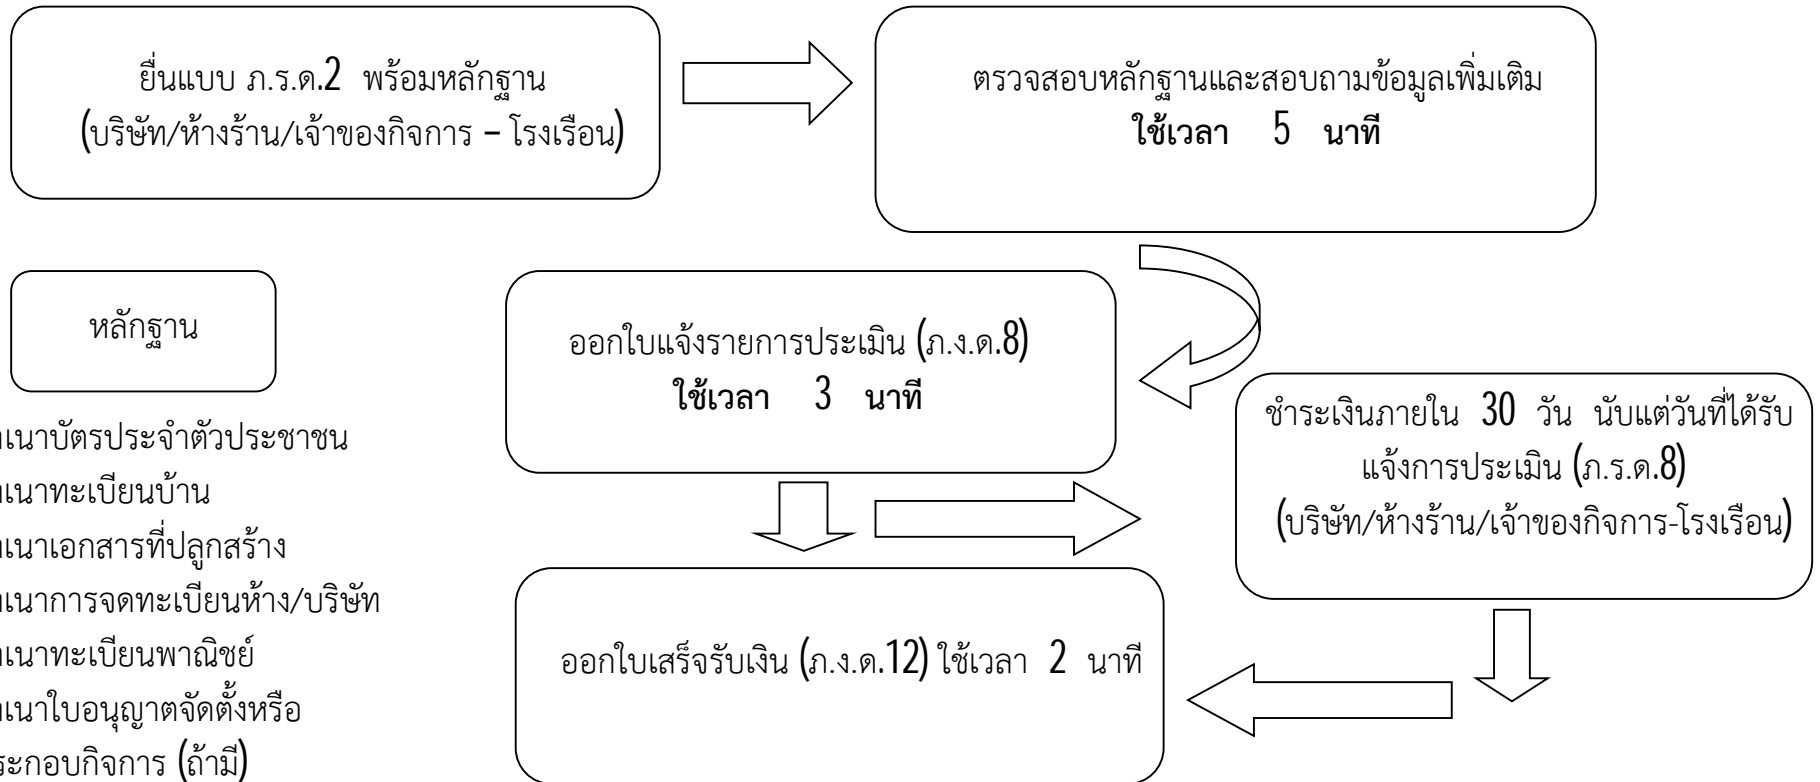 ยื่นแบบ ภ.ร.ด.2 พร้อมหลักฐาน
(บริษัท/ห้างร้าน/เจ้าของกิจการ – โรงเรือน)
ตรวจสอบหลักฐานและสอบถามข้อมูลเพิ่มเติม
ใช้เวลา 5 นาที
หลักฐาน
ออกใบแจ้งรายการประเมิน (ภ.ง.ด.8)
ใช้เวลา 3 นาที
ชำระเงินภายใน 30 วัน นับแต่วันที่ได้รับ
แจ้งการประเมิน (ภ.ร.ด.8)
(บริษัท/ห้างร้าน/เจ้าของกิจการ-โรงเรือน)
าเนาบัตรประจำตัวประชาชน
าเนาทะเบียนบ้าน
าเนาเอกสารที่ปลูกสร้าง
าเนาการจดทะเบียนห้าง/บริษัท
าเนาทะเบียนพาณิชย์
าเนาใบอนุญาตจัดตั้งหรือ
ระกอบกิจการ (ถ้ามี)
ออกใบเสร็จรับเงิน (ภ.ง.ด.12) ใช้เวลา 2 นาที